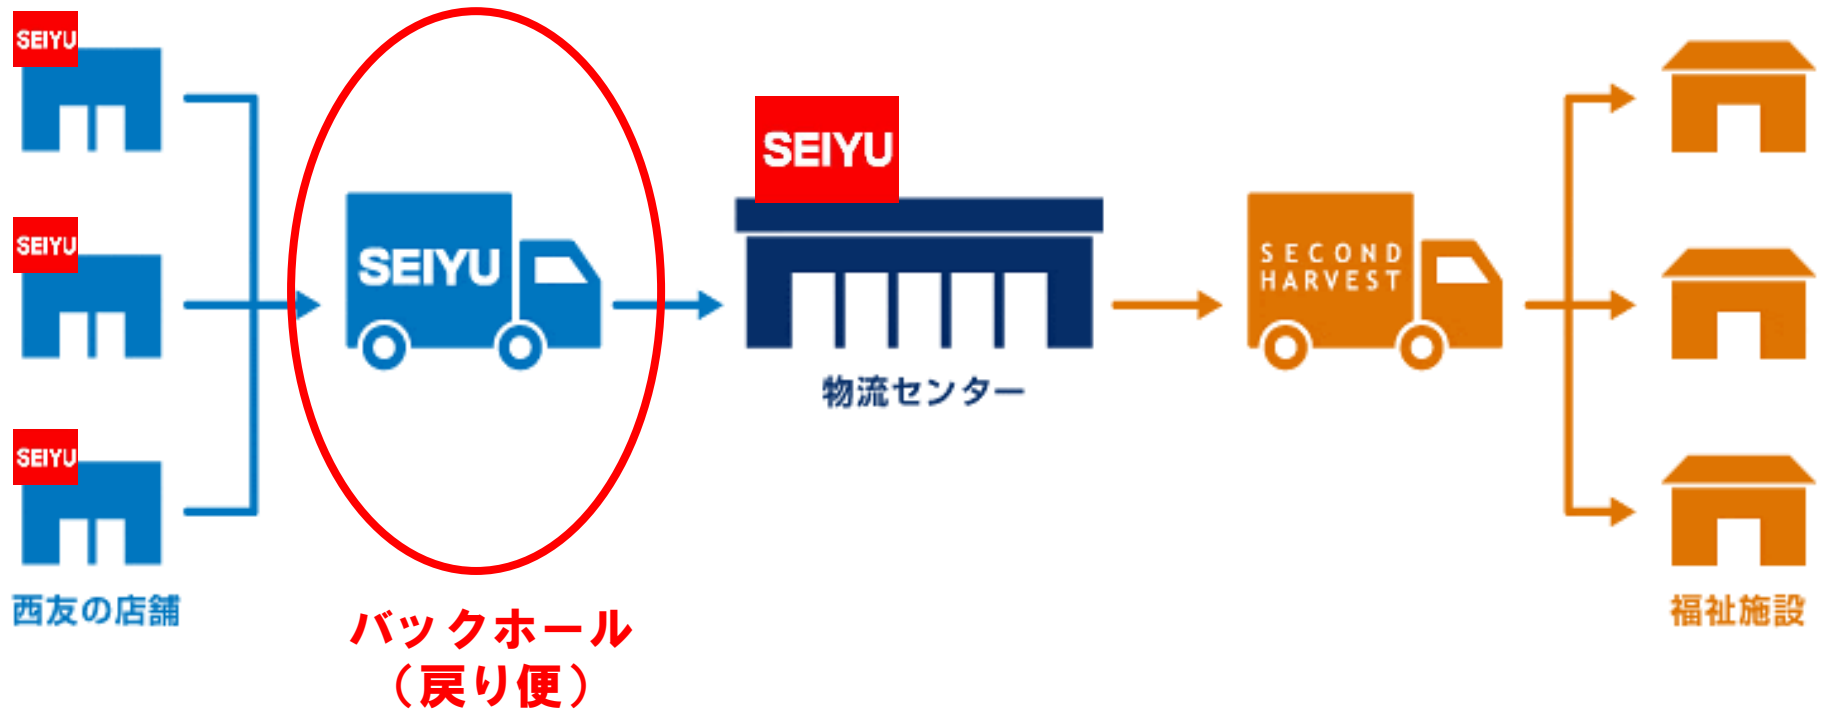 SEIYU
SEIYU
SEIYU
西友の店舗
SEIYU
バックホール
（戻り便）
SEIYU
物流センター
SECOND
HARVEST
福祉施設